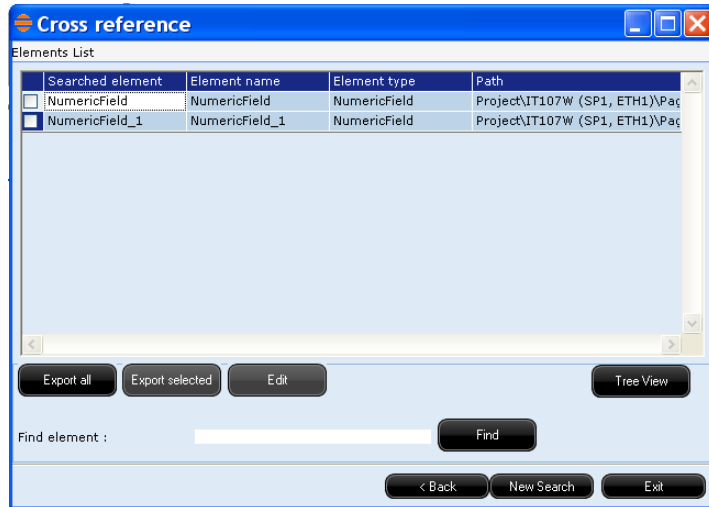 Cross reference
Elements List
Searched element Element name Element type Path
NumericField NumericField NumericField Project\IT107W (SP1, ETH1)\Pag
NumericField_1 NumericField_1 NumericField Project\IT107W (SP1, ETH1)\Pag
Export all Export selected Edit Tree View
Find element : Find
< Back New Search Exit